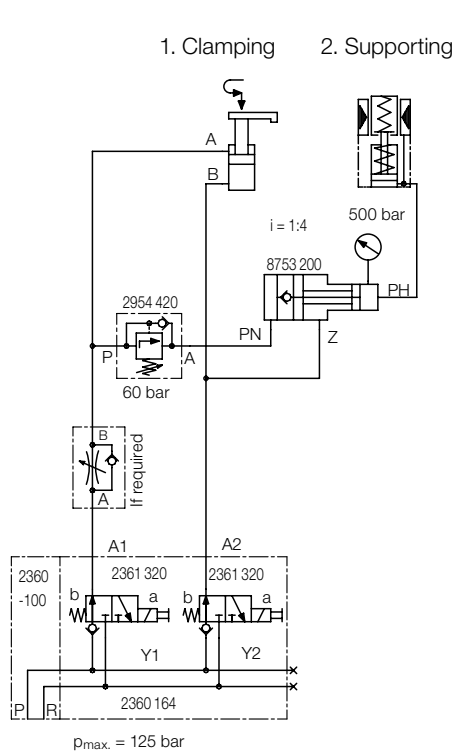 1. Clamping 2. Supporting
A
B
500 bar
i = 1:4
8753 200
PH
2954 420
PN
Z
P
A
60 bar
B
If required
A
A1
A2
2360
-100
2361 320
2361 320
b
a
b
a
Y1
Y2
P
R
2360 164
pmax. = 125 bar